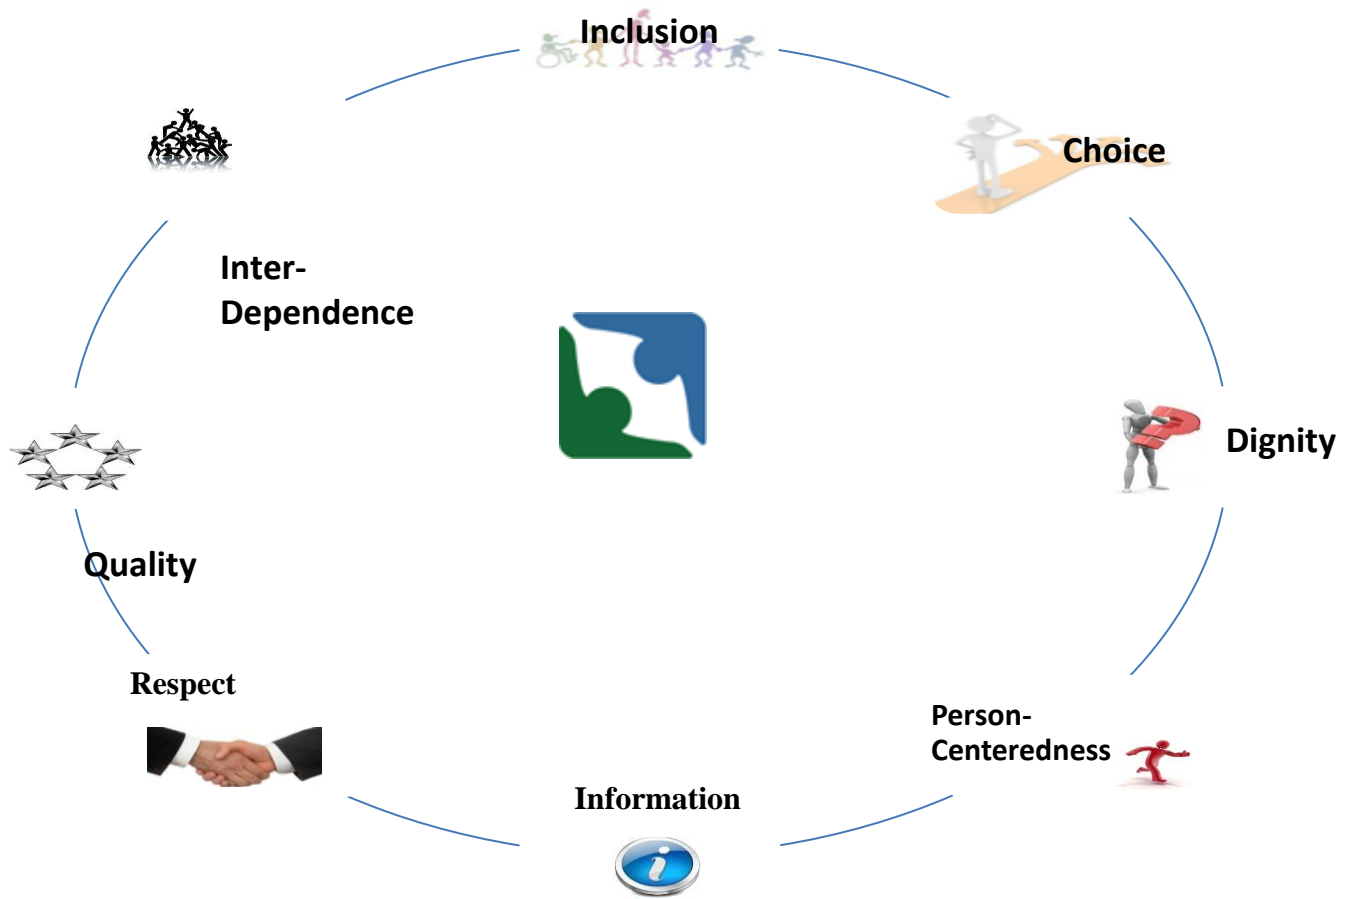 Inclusion
Choice
Inter-
Dependence
Dignity
Quality
Respect
Person-
Centeredness
Information